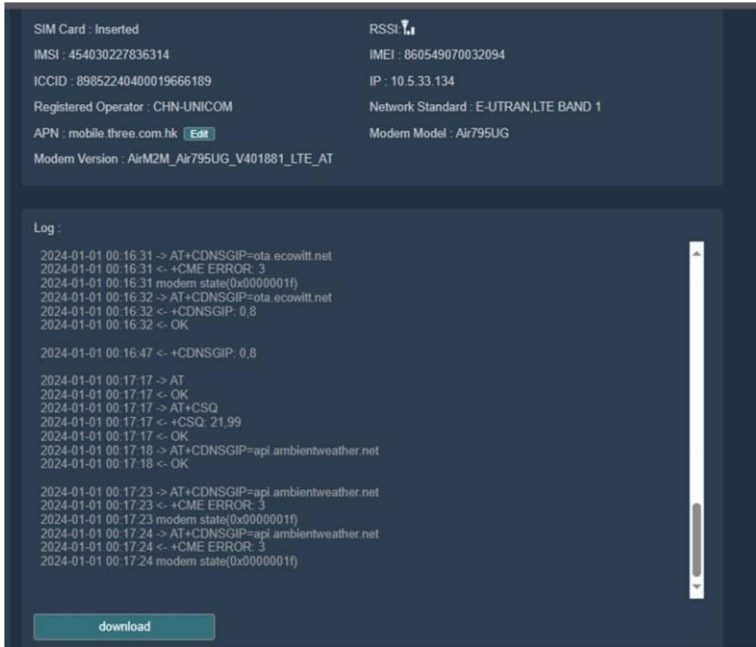 SIM Card : Inserted
RSSI:
IMSI : 454030227836314
IMEI : 860549070032094
ICCID : 89852240400019666189
IP : 10.5.33.134
Registered Operator : CHN-UNICOM
Network Standard : E-UTRAN,LTE BAND 1
APN : mobile.three.com.hk Edit
Modem Model : Air795UG
Modem Version : AirM2M_Air795UG_V401881_LTE_AT
Log :
2024-01-01 00:16:31 -> AT+CDNSGIP=ota.ecowitt.net
2024-01-01 00:16:31 <- +CME ERROR: 3
2024-01-01 00:16:31 modem state(0x0000001f)
2024-01-01 00:16:32 -> AT+CDNSGIP=ota.ecowitt.net
2024-01-01 00:16:32 <- +CDNSGIP: 0,8
2024-01-01 00:16:32 <- OK
2024-01-01 00:16:47 <- +CDNSGIP: 0,8
2024-01-01 00:17:17 -> AT
2024-01-01 00:17:17 <- OK
2024-01-01 00:17:17 -> AT+CSQ
2024-01-01 00:17:17 <- +CSQ: 21,99
2024-01-01 00:17:17 <- OK
2024-01-01 00:17:18 -> AT+CDNSGIP=api.ambientweather.net
2024-01-01 00:17:18 <- OK
2024-01-01 00:17:23 -> AT+CDNSGIP=api.ambientweather.net
2024-01-01 00:17:23 <- +CME ERROR: 3
2024-01-01 00:17:23 modem state(0x0000001f)
2024-01-01 00:17:24 -> AT+CDNSGIP=api.ambientweather.net
2024-01-01 00:17:24 <- +CME ERROR: 3
2024-01-01 00:17:24 modem state(0x0000001f)
download